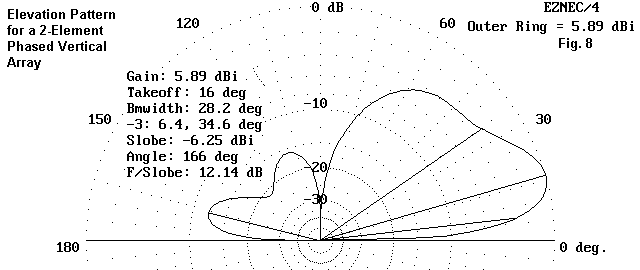 Elevation Pattern
for a 2-Element
Phased Vertical
Array
0 dB
EZNEC/4
Outer Ring = 5.89 dBi
Fig. 8
120
60
Gain: 5.89 dBi
Takeoff: 16 deg
Bmwidth: 28.2 deg
-3: 6.4, 34.6 deg
Slobe: -6.25 dBi
Angle: 166 deg
F/Slobe: 12.14 dB
-10
150
30
-20
-30
180
0 deg.